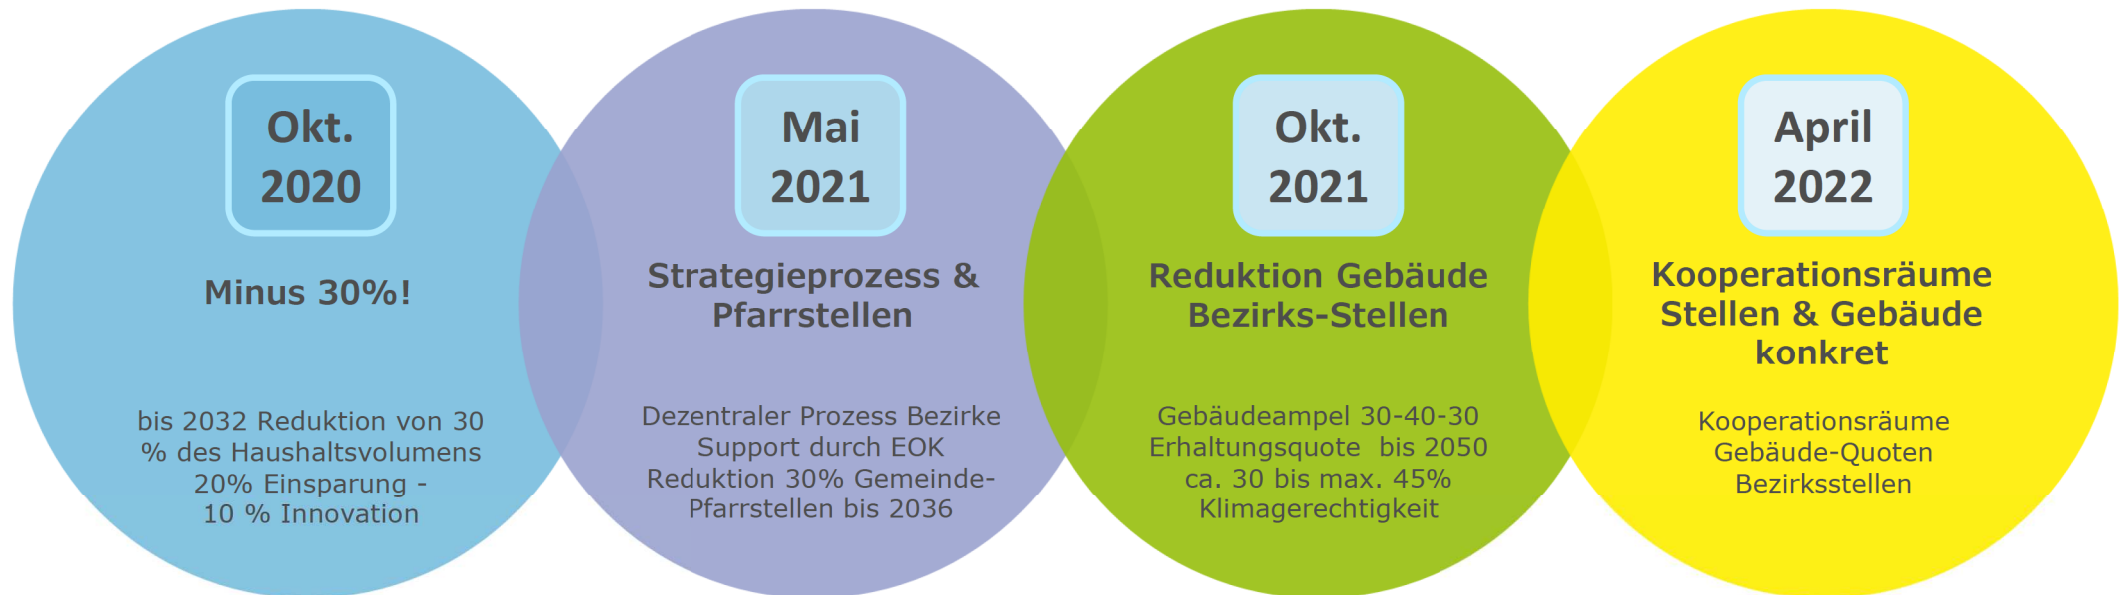 Okt.
2020
Minus 30%!
bis 2032 Reduktion von 30
% des Haushaltsvolumens
20% Einsparung -
10 % Innovation
Mai
2021
Strategieprozess &
Pfarrstellen
Dezentraler Prozess Bezirke
Support durch EOK
Reduktion 30% Gemeinde-
Pfarrstellen bis 2036
Okt.
2021
Reduktion Gebäude
Bezirks-Stellen
Gebäudeampel 30-40-30
Erhaltungsquote  bis 2050
ca. 30 bis max. 45%
Klimagerechtigkeit
April
2022
Kooperationsräume
Stellen & Gebäude
konkret
Kooperationsräume
Gebäude-Quoten
Bezirksstellen